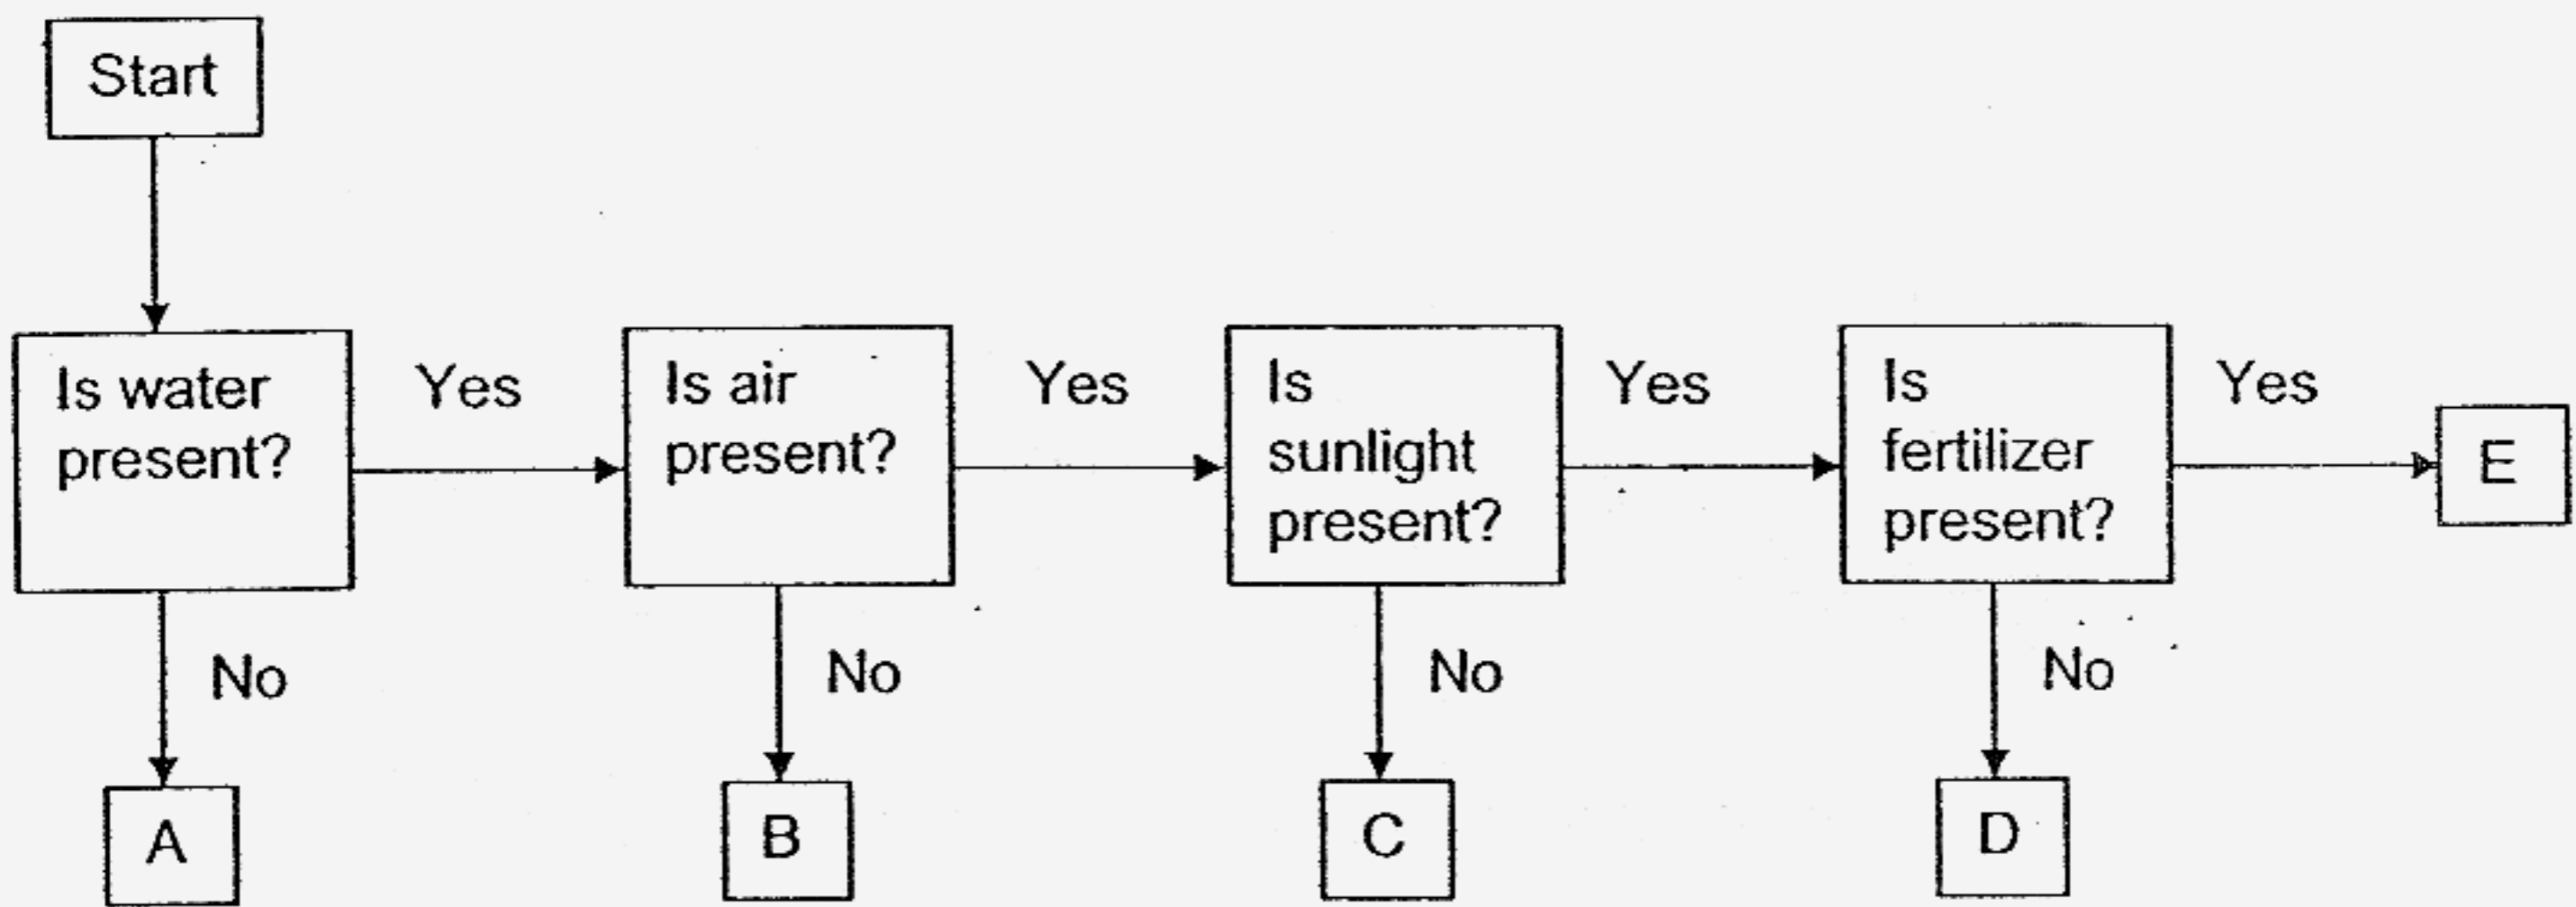 Start
Is water
present?
Yes
Is air
present?
Yes
Is
sunlight
present?
Yes
Is
fertilizer
present?
Yes
E
No
No
No
No
A
B
C
D